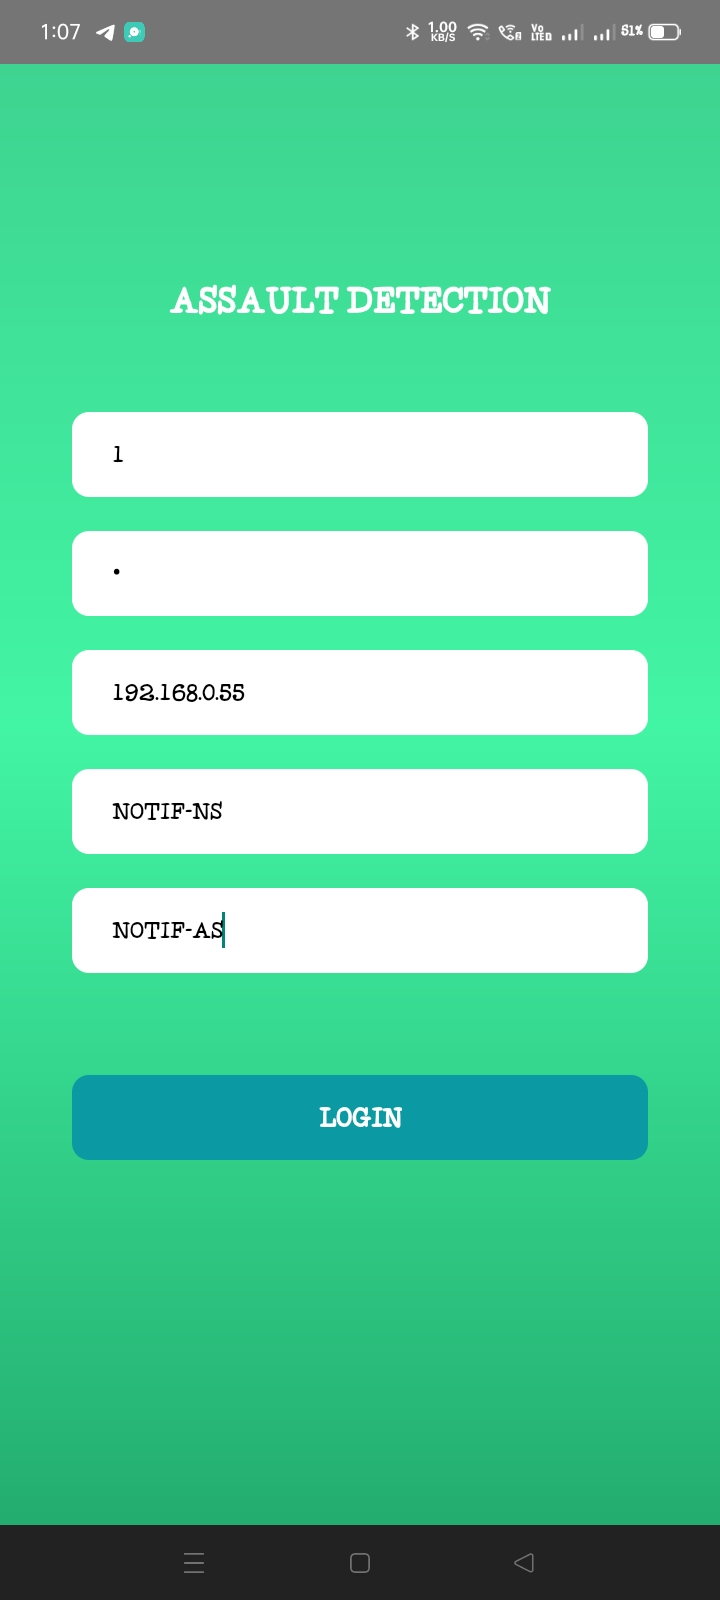 1:07
1.00
KB/S
Vo
LTE
51%
ASSAULT DETECTION
1
•
192.168.0.55
NOTIF-NS
NOTIF-AS
LOGIN